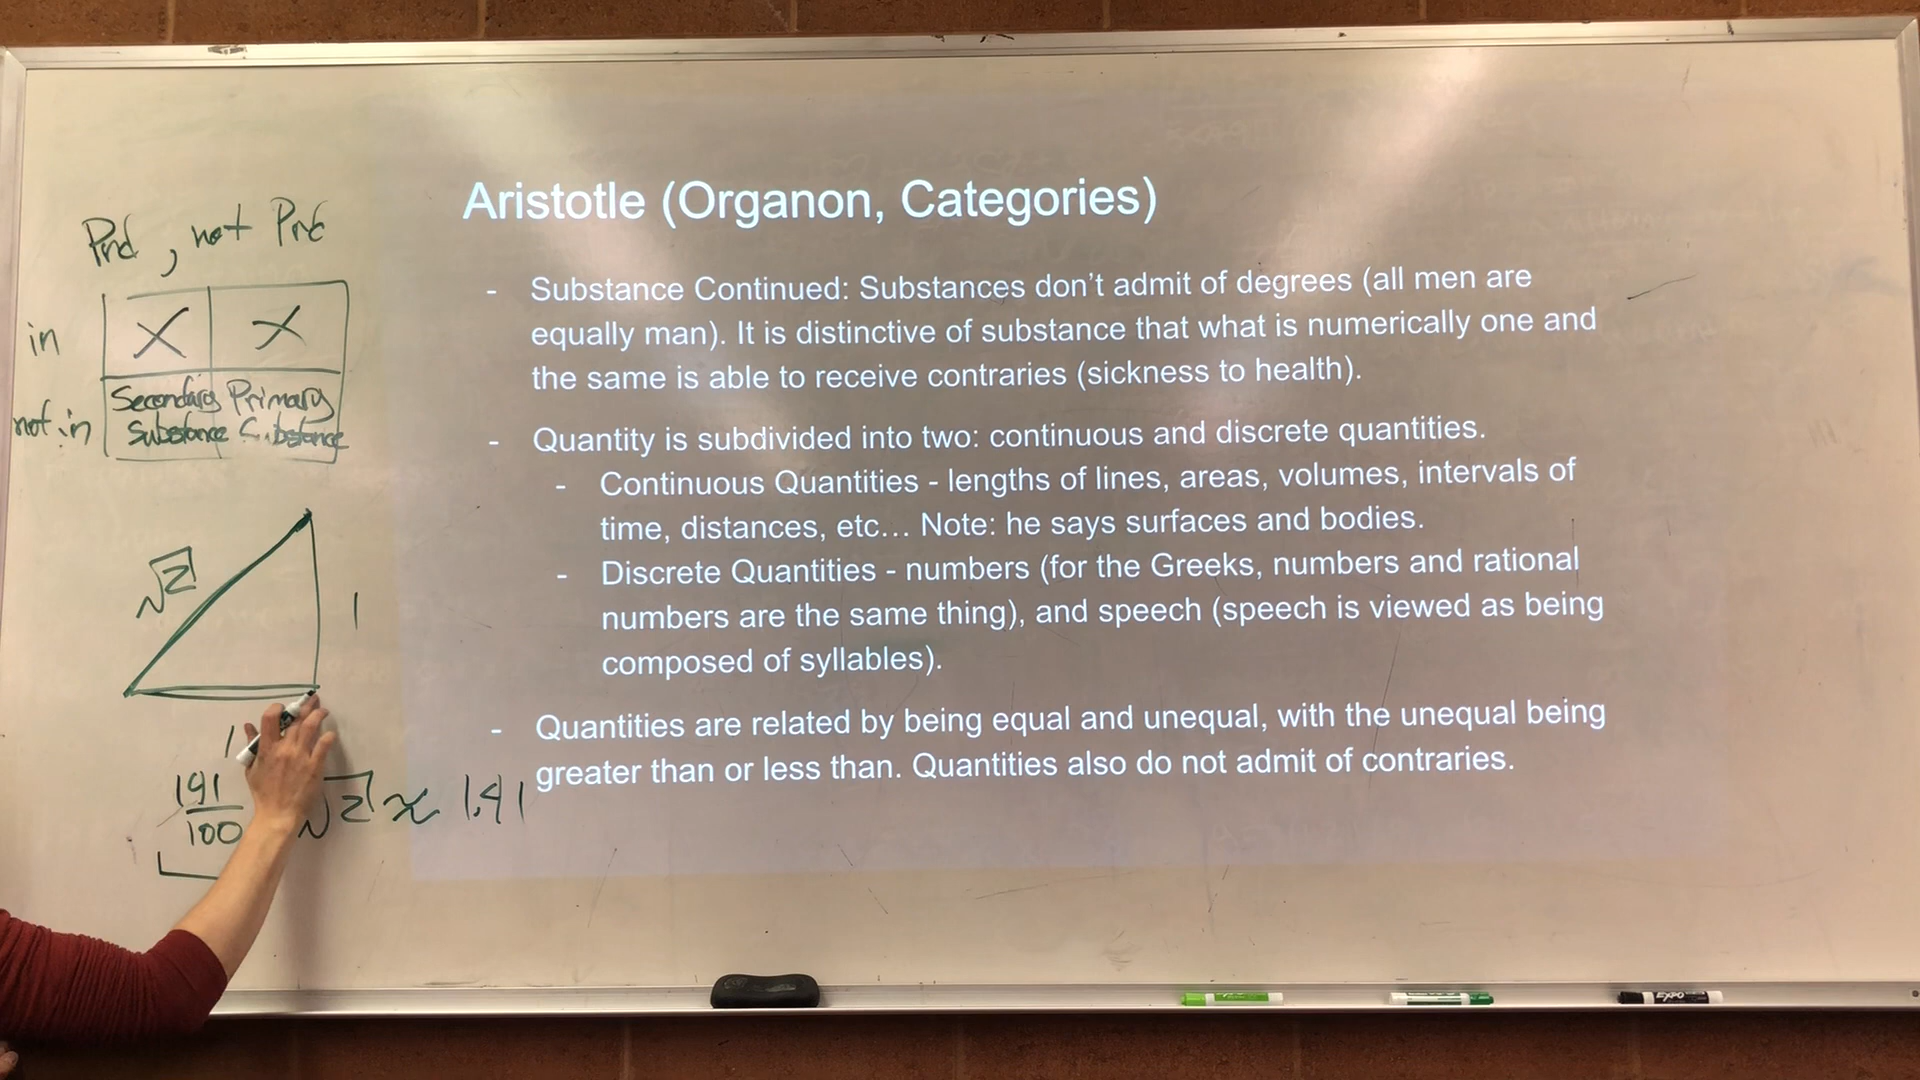 Aristotle (Organon, Categories)
- Substance Continued: Substances don't admit of degrees (all men are
equally man). It is distinctive of substance that what is numerically one and
the same is able to receive contraries (sickness to health).
- Quantity is subdivided into two: continuous and discrete quantities.
- Continuous Quantities - lengths of lines, areas, volumes, intervals of
time, distances, etc... Note: he says surfaces and bodies.
- Discrete Quantities - numbers (for the Greeks, numbers and rational
numbers are the same thing), and speech (speech is viewed as being
composed of syllables).
- Quantities are related by being equal and unequal, with the unequal being
greater than or less than. Quantities also do not admit of contraries.
Prd, not Prd
in X X
Secondary Primary
not in Substance Substance
√2
1
1
141
100
√2 ≈ 1.41
EXPO